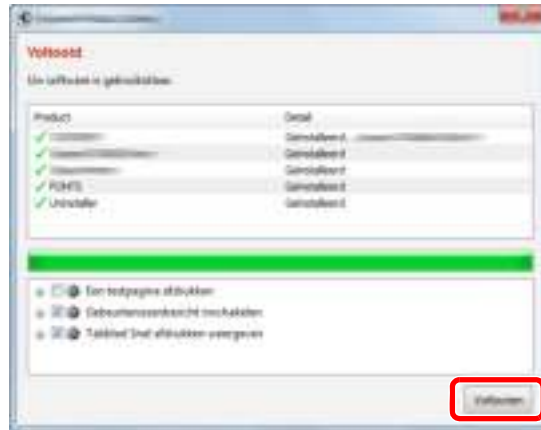 Voltooid
Uw software is gebruiksklaar.
Product Detail
Geïnstalleerd
Geïnstalleerd
Geïnstalleerd
FONTS Geïnstalleerd
Uninstaller Geïnstalleerd
Een testpagina afdrukken
Gebeurtenissenbericht inschakelen
Tabblad Snel afdrukken weergeven
Voltooien